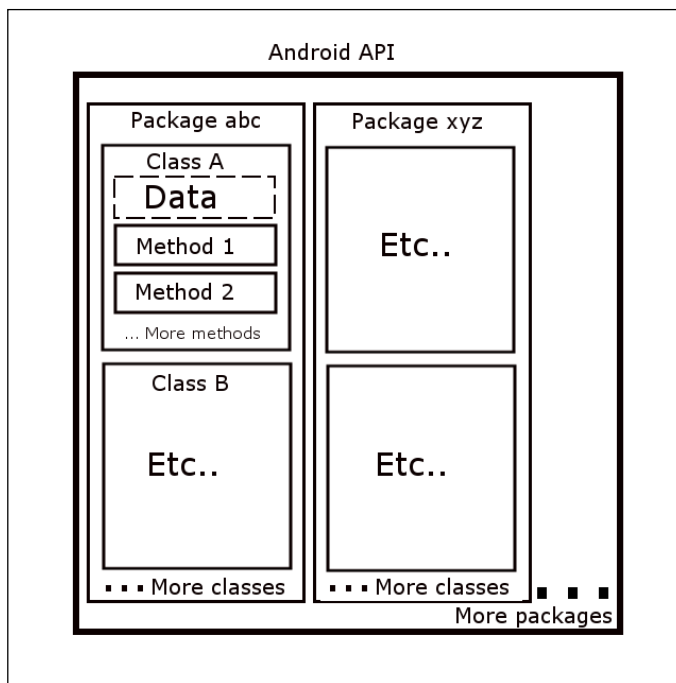 Android API
Package abc
Class A
Data
Method 1
Method 2
... More methods
Class B
Etc..
... More classes
Package xyz
Etc..
Etc..
... More classes
... More packages